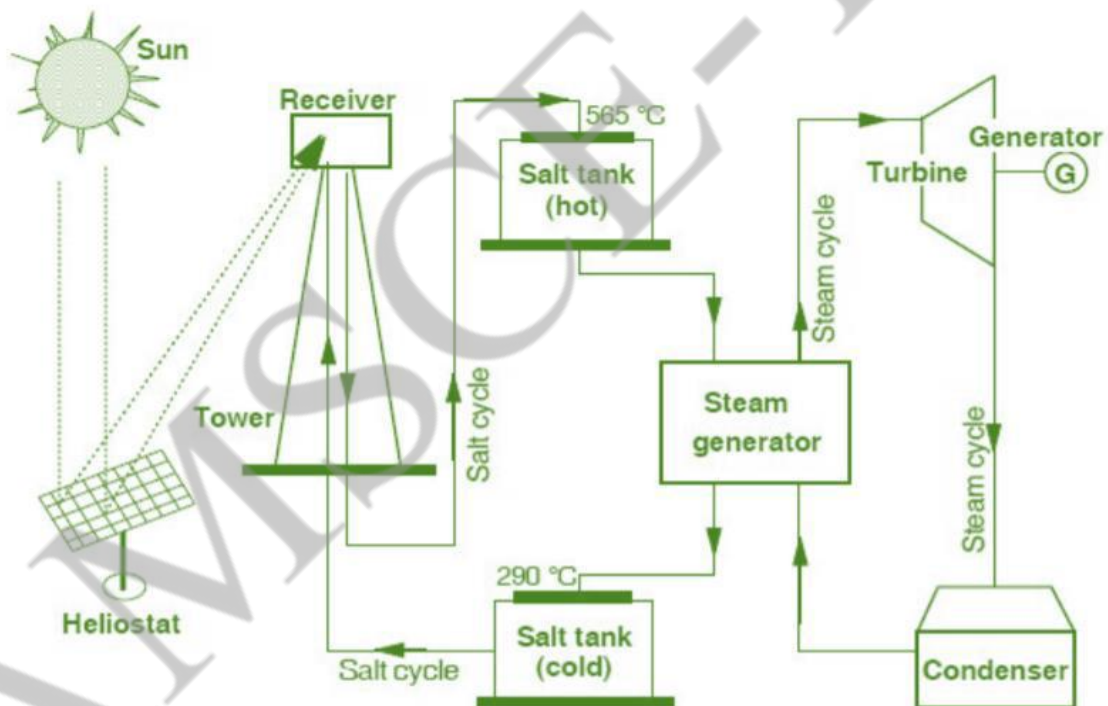 Sun
Receiver
565 °C
Salt tank
(hot)
Generator
G
Turbine
Steam cycle
Tower
Salt cycle
Steam
generator
Steam cycle
Heliostat
290 °C
Salt tank
(cold)
Salt cycle
Condenser
AMSCE-